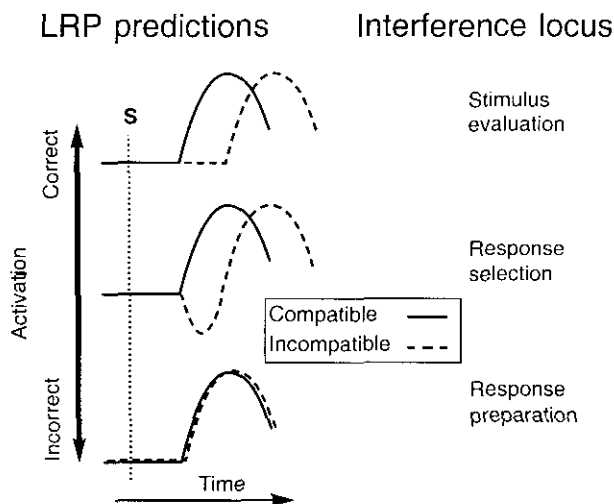 LRP predictions
Interference locus
S
Correct
Activation
Incorrect
Stimulus
evaluation
Response
selection
Compatible
Incompatible
Response
preparation
Time